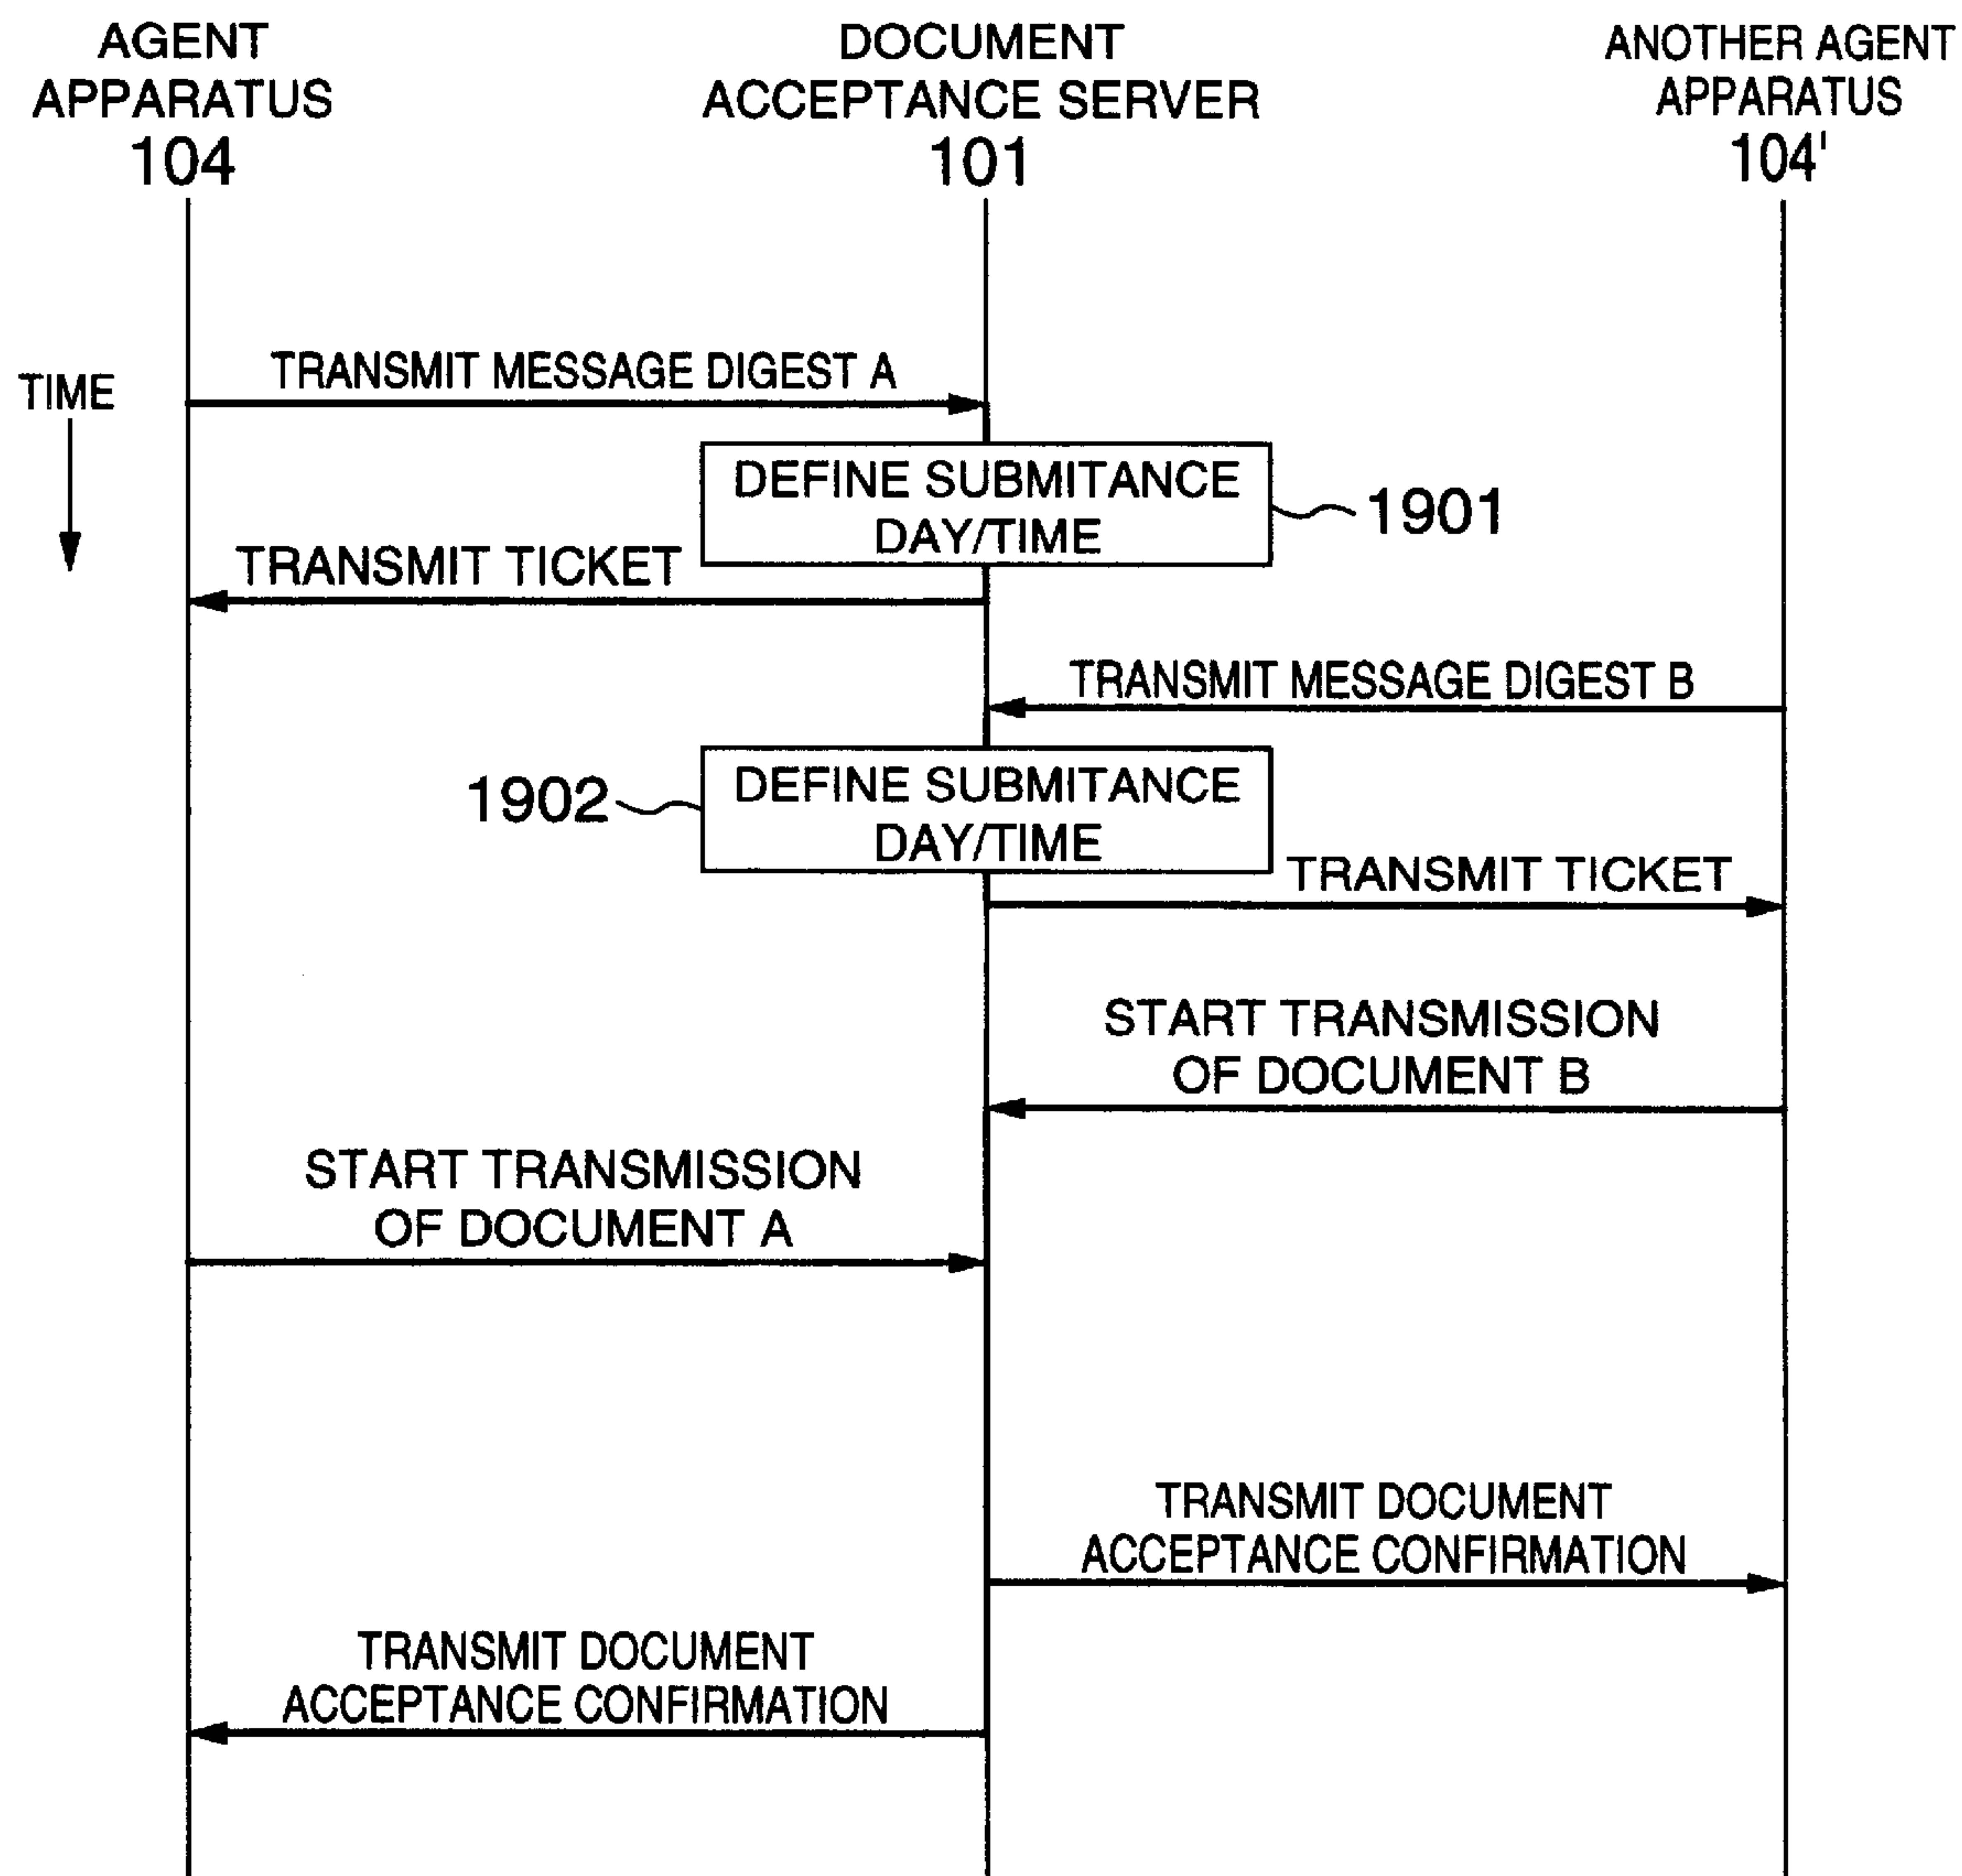 AGENT
APPARATUS
104
DOCUMENT
ACCEPTANCE SERVER
101
ANOTHER AGENT
APPARATUS
104'
TIME
TRANSMIT MESSAGE DIGEST A
DEFINE SUBMITANCE
DAY/TIME
1901
TRANSMIT TICKET
TRANSMIT MESSAGE DIGEST B
1902
DEFINE SUBMITANCE
DAY/TIME
TRANSMIT TICKET
START TRANSMISSION
OF DOCUMENT B
START TRANSMISSION
OF DOCUMENT A
TRANSMIT DOCUMENT
ACCEPTANCE CONFIRMATION
TRANSMIT DOCUMENT
ACCEPTANCE CONFIRMATION